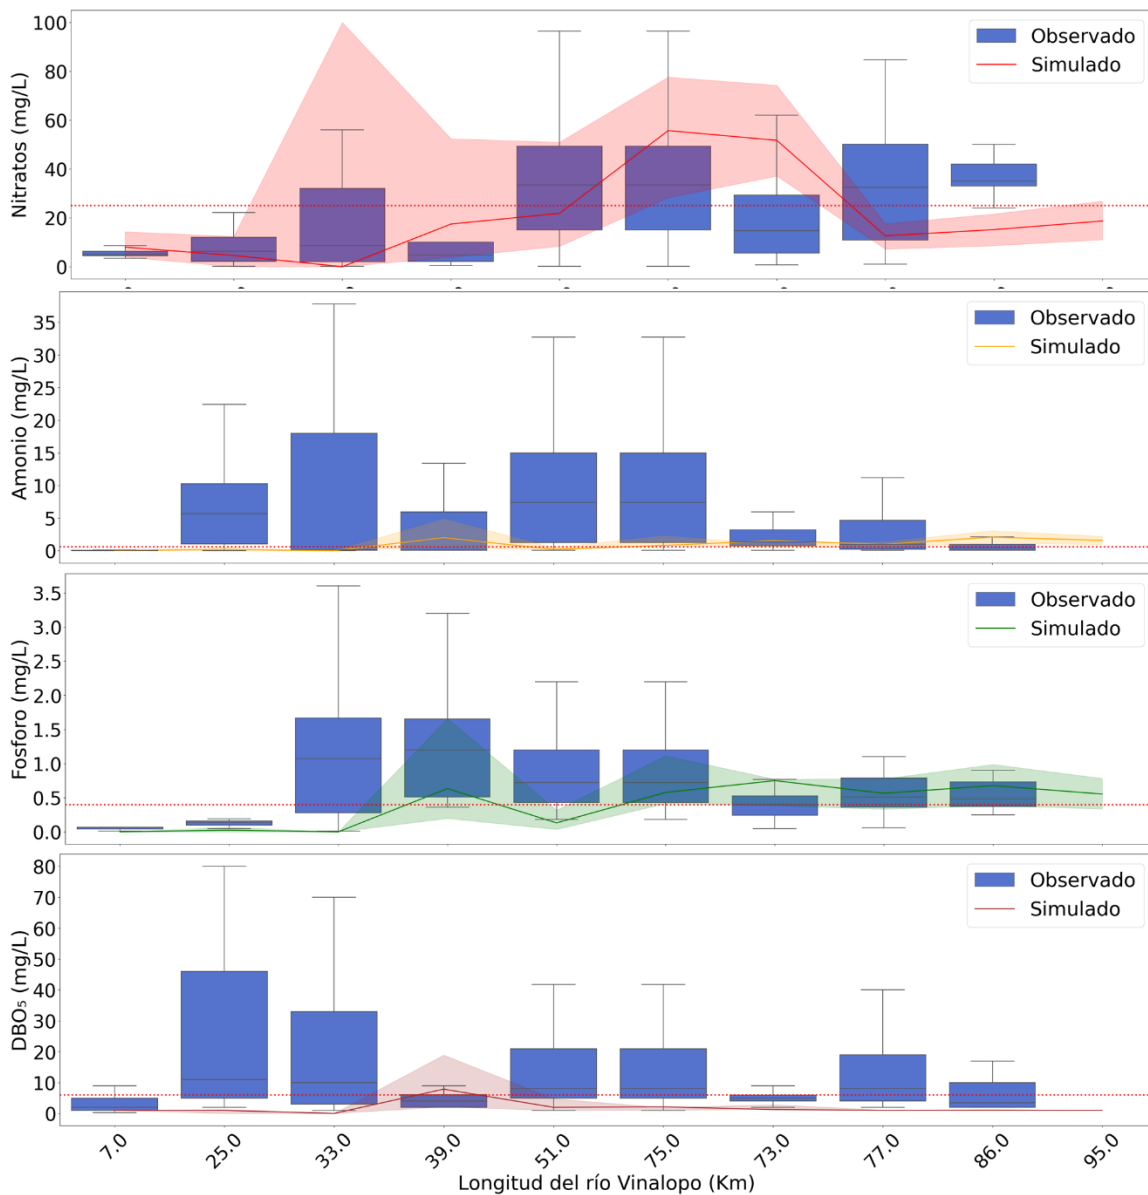 Nitratos (mg/L)
100
80
60
40
20
0
Observado
Simulado
Amonio (mg/L)
35
30
25
20
15
10
5
0
Observado
Simulado
Fosforo (mg/L)
3.5
3.0
2.5
2.0
1.5
1.0
0.5
0.0
Observado
Simulado
DBO₅ (mg/L)
80
70
60
50
40
30
20
10
0
Observado
Simulado
7.0 25.0 33.0 39.0 51.0 75.0 73.0 77.0 86.0 95.0
Longitud del río Vinalopo (Km)